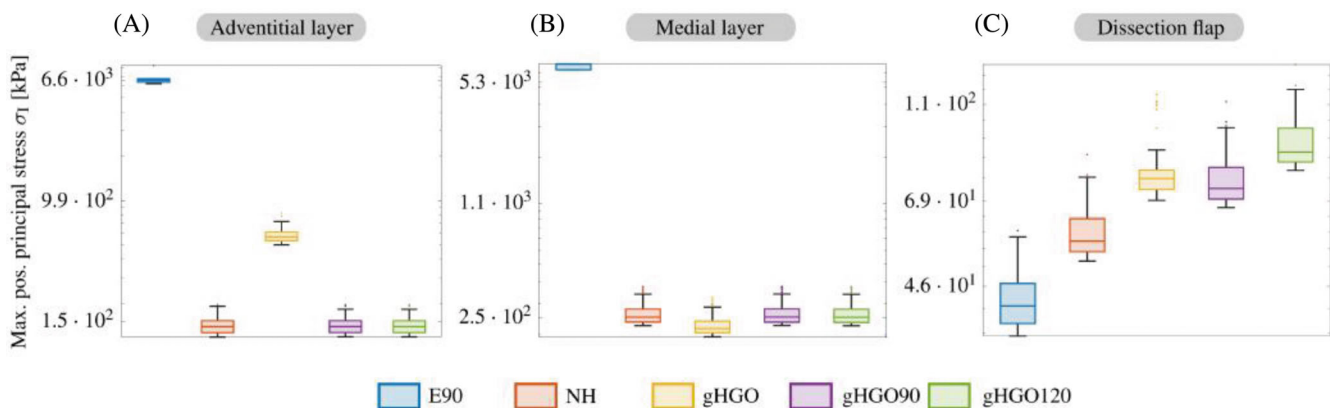 (A) Adventitial layer
(B) Medial layer
(C) Dissection flap
Max. pos. principal stress σI [kPa]
6.6 · 10³
9.9 · 10²
1.5 · 10²
5.3 · 10³
1.1 · 10³
2.5 · 10²
1.1 · 10²
6.9 · 10¹
4.6 · 10¹
E90 NH gHGO gHGO90 gHGO120